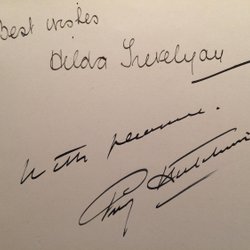 Best wishes
Hilda Trevelyan
With pleasure.